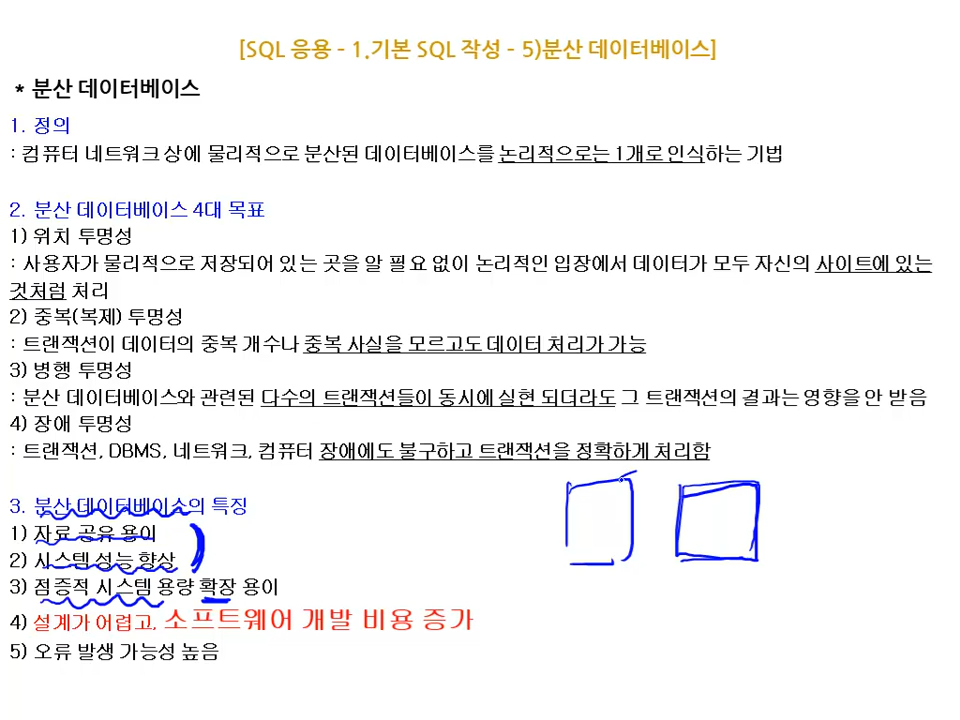 [SQL 응용 - 1.기본 SQL 작성 - 5)분산 데이터베이스]
* 분산 데이터베이스
1. 정의
: 컴퓨터 네트워크 상에 물리적으로 분산된 데이터베이스를 논리적으로는 1개로 인식하는 기법
2. 분산 데이터베이스 4대 목표
1) 위치 투명성
: 사용자가 물리적으로 저장되어 있는 곳을 알 필요 없이 논리적인 입장에서 데이터가 모두 자신의 사이트에 있는
것처럼 처리
2) 중복(복제) 투명성
: 트랜잭션이 데이터의 중복 개수나 중복 사실을 모르고도 데이터 처리가 가능
3) 병행 투명성
: 분산 데이터베이스와 관련된 다수의 트랜잭션들이 동시에 실현 되더라도 그 트랜잭션의 결과는 영향을 안 받음
4) 장애 투명성
: 트랜잭션, DBMS, 네트워크, 컴퓨터 장애에도 불구하고 트랜잭션을 정확하게 처리함
3. 분산 데이터베이스의 특징
1) 자료 공유 용이
2) 시스템 성능 향상
3) 점증적 시스템 용량 확장 용이
4) 설계가 어렵고, 소프트웨어 개발 비용 증가
5) 오류 발생 가능성 높음